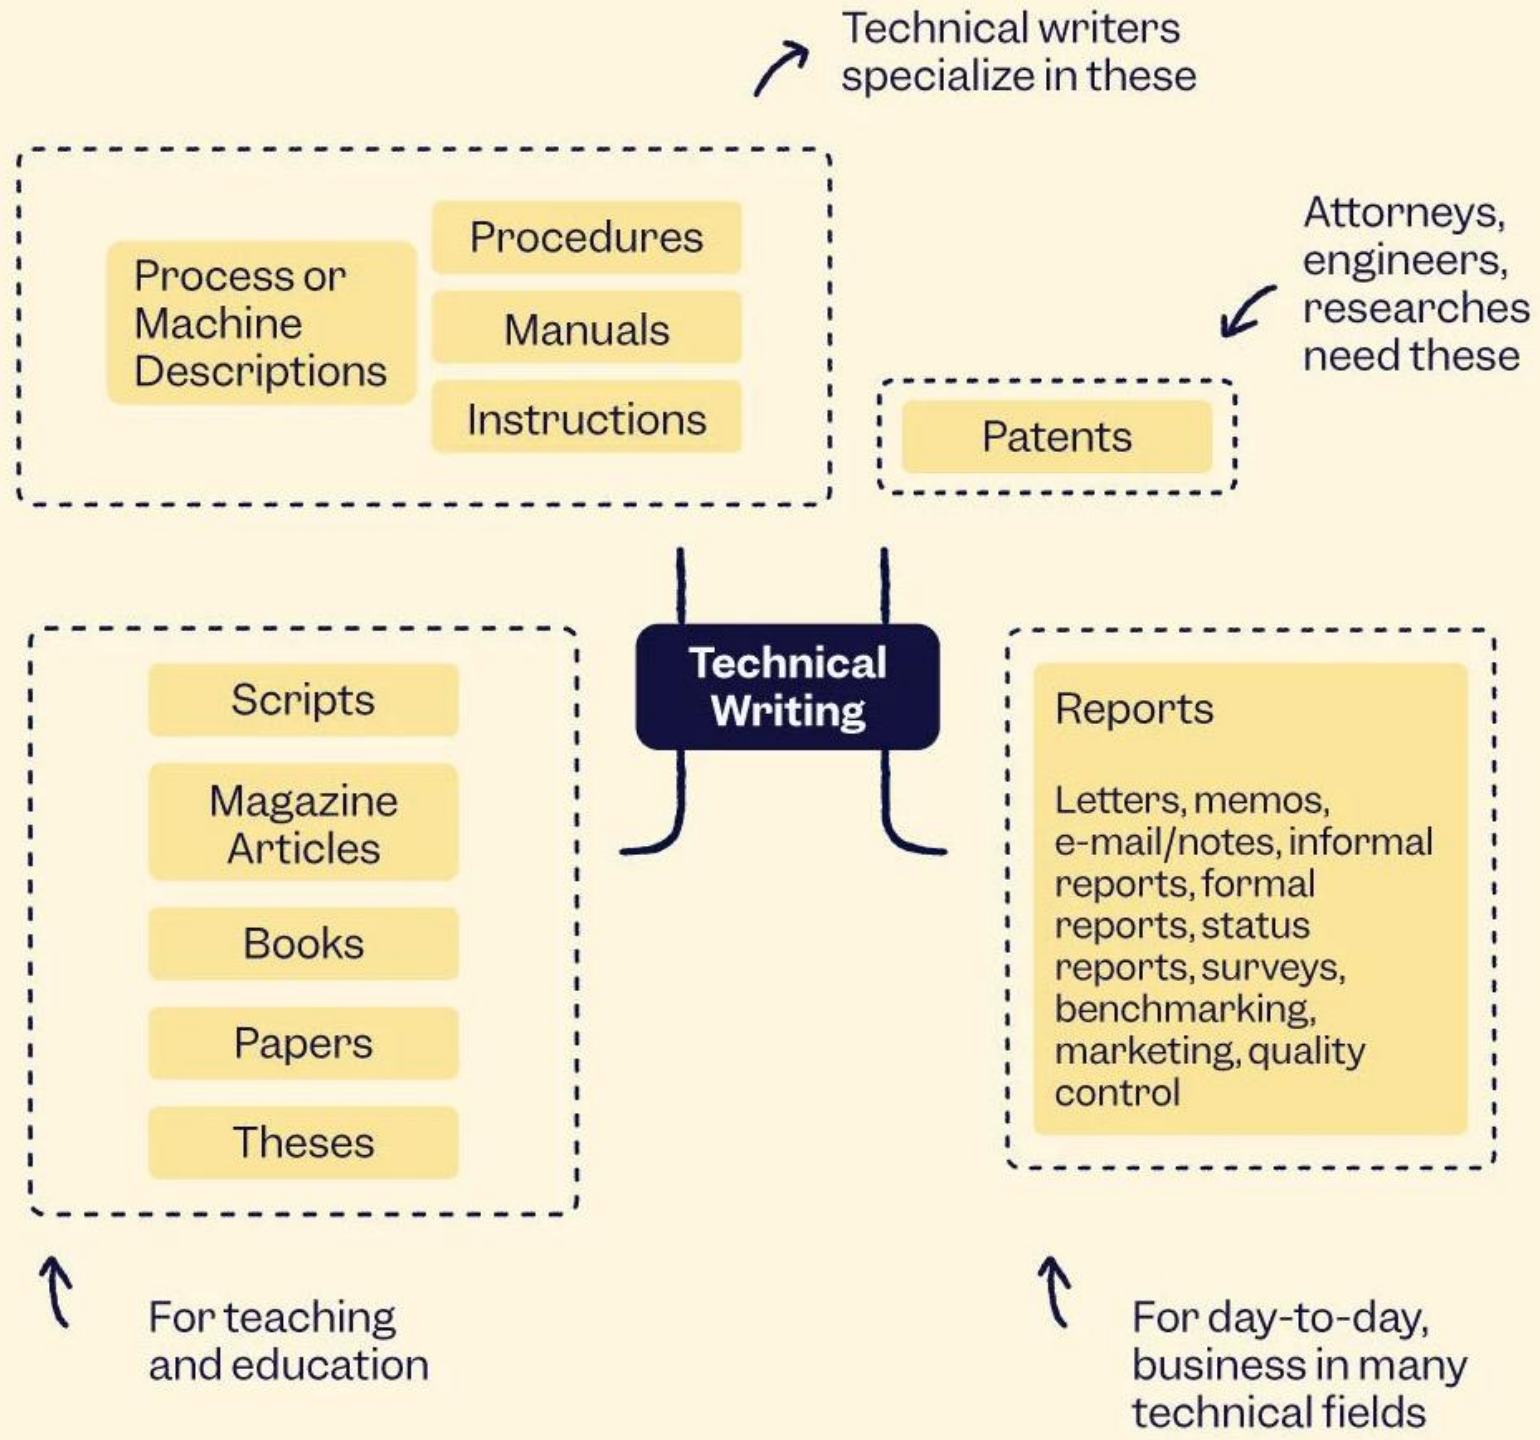 Technical writers
specialize in these
Process or
Machine
Descriptions
Procedures
Manuals
Instructions
Attorneys,
engineers,
researches
need these
Patents
Technical
Writing
Scripts
Magazine
Articles
Books
Papers
Theses
For teaching
and education
Reports
Letters, memos,
e-mail/notes, informal
reports, formal
reports, status
reports, surveys,
benchmarking,
marketing, quality
control
For day-to-day,
business in many
technical fields